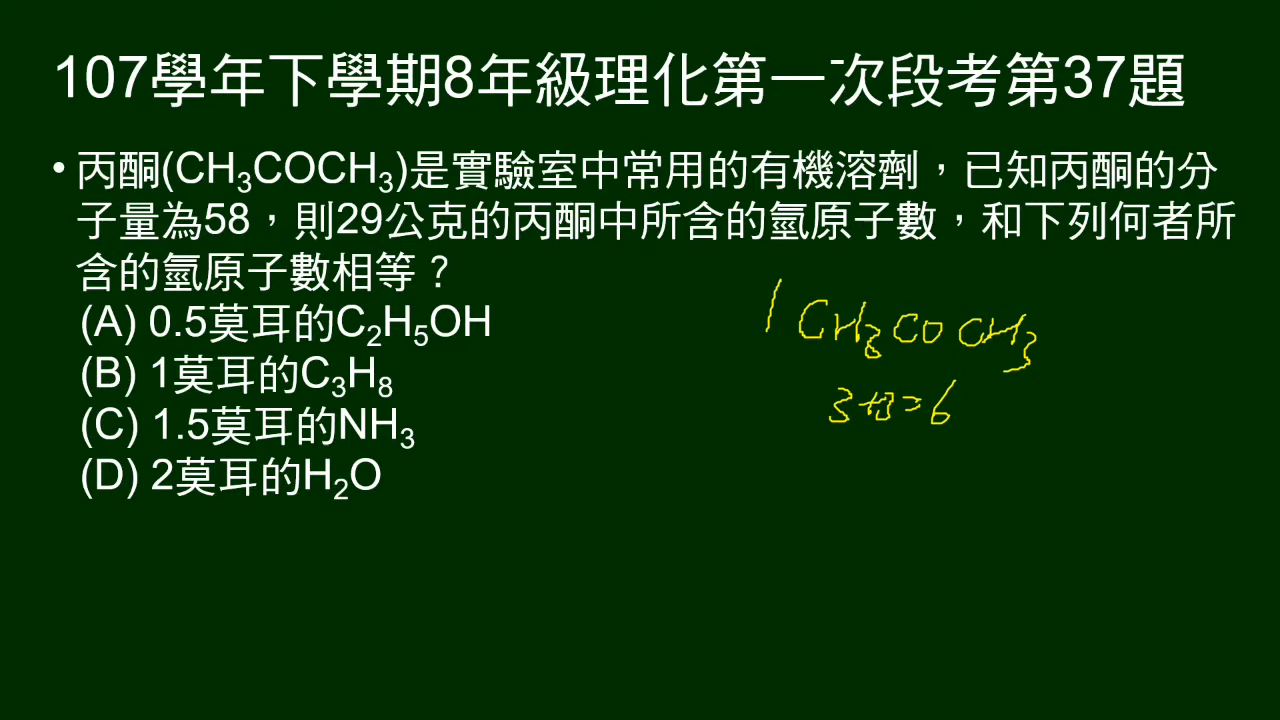 107學年下學期8年級理化第一次段考第37題
• 丙酮(CH₃COCH₃)是實驗室中常用的有機溶劑，已知丙酮的分
子量為58，則29公克的丙酮中所含的氫原子數，和下列何者所
含的氫原子數相等？
(A) 0.5莫耳的C₂H₅OH
(B) 1莫耳的C₃H₈
(C) 1.5莫耳的NH₃
(D) 2莫耳的H₂O
1 CH₃COCH₃
3+3=6